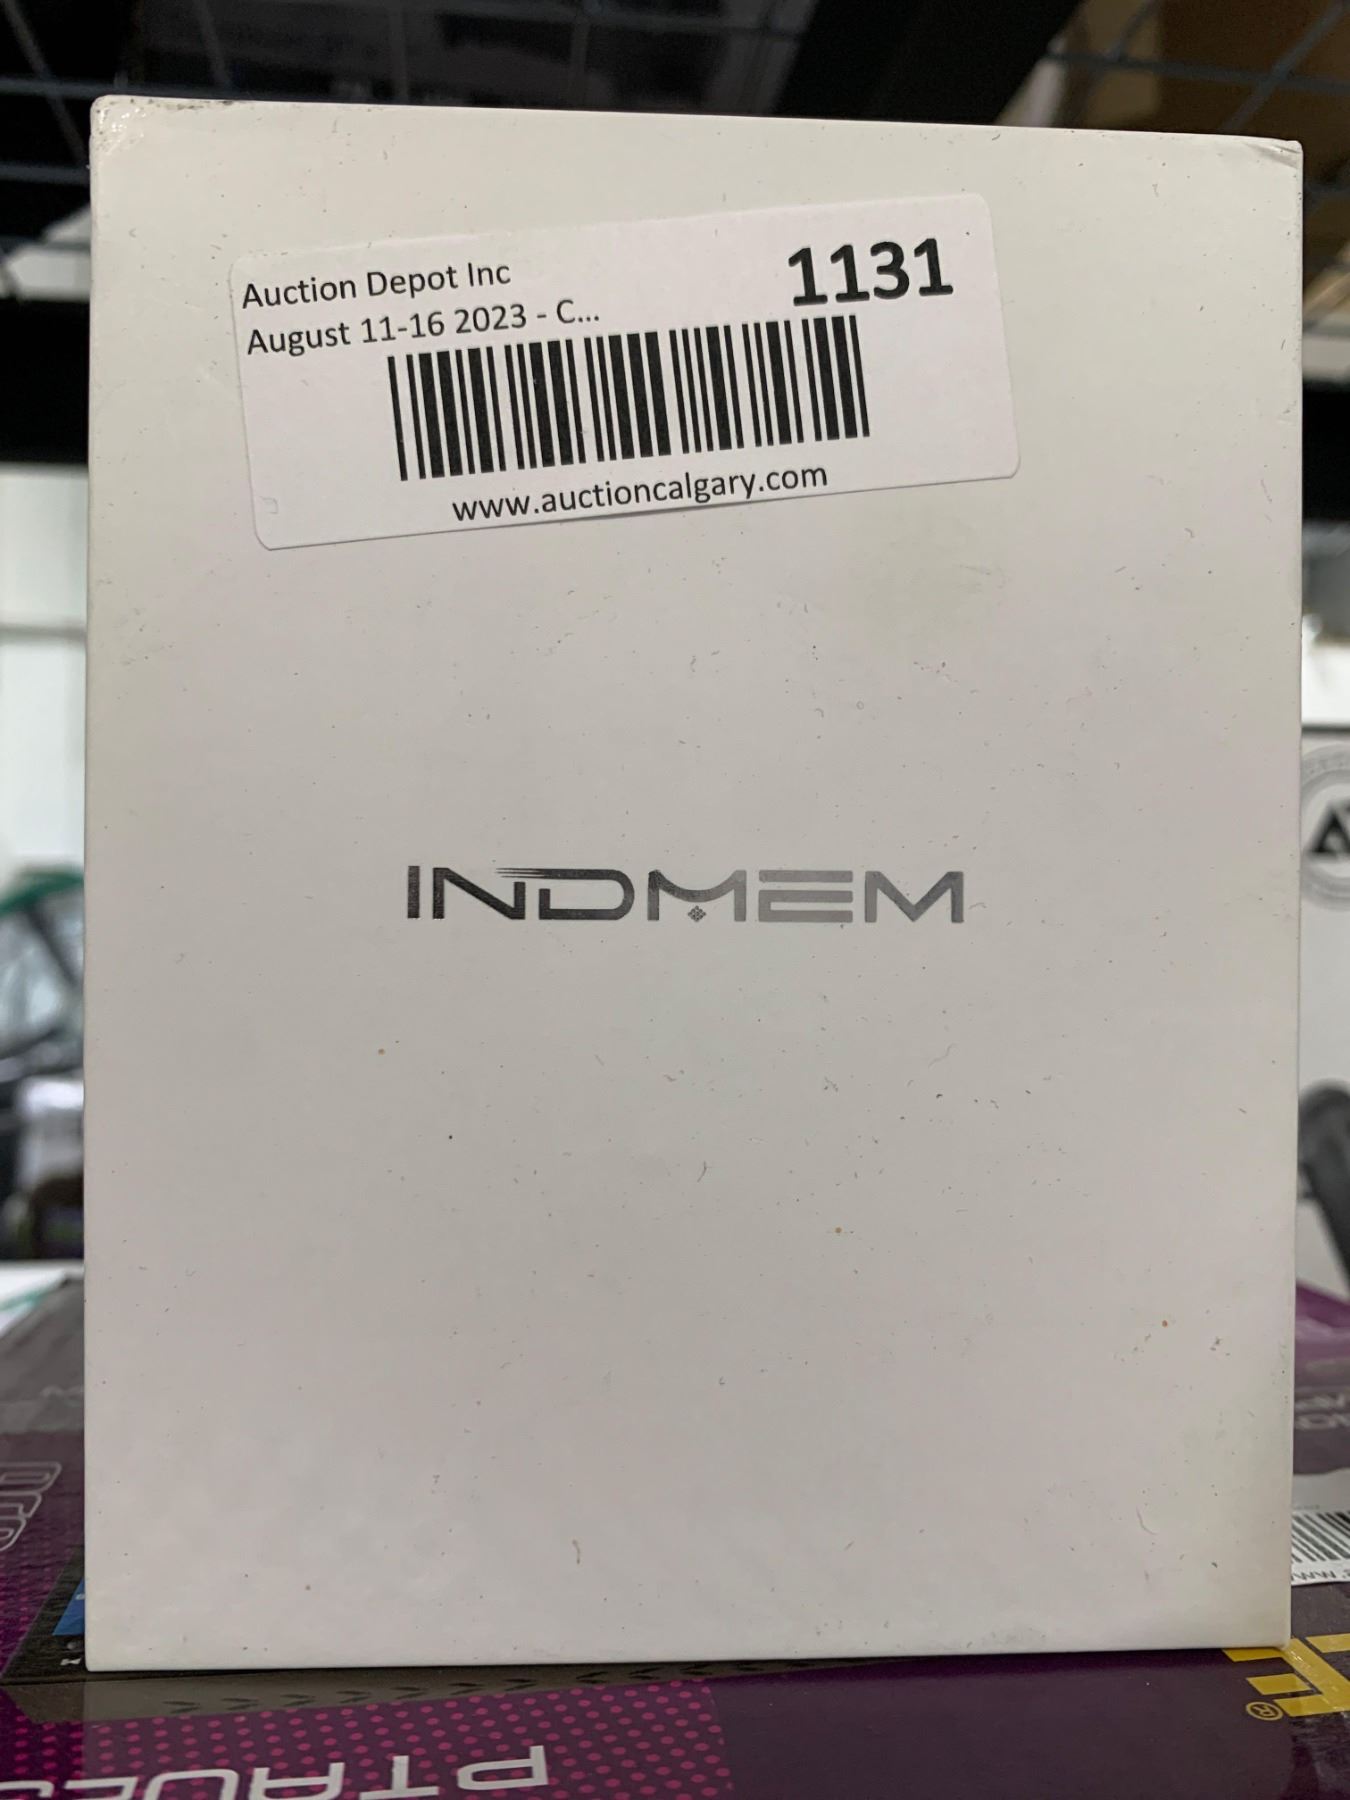 Auction Depot Inc
1131
August 11-16 2023 - C...
www.auctioncalgary.com
INDMEM